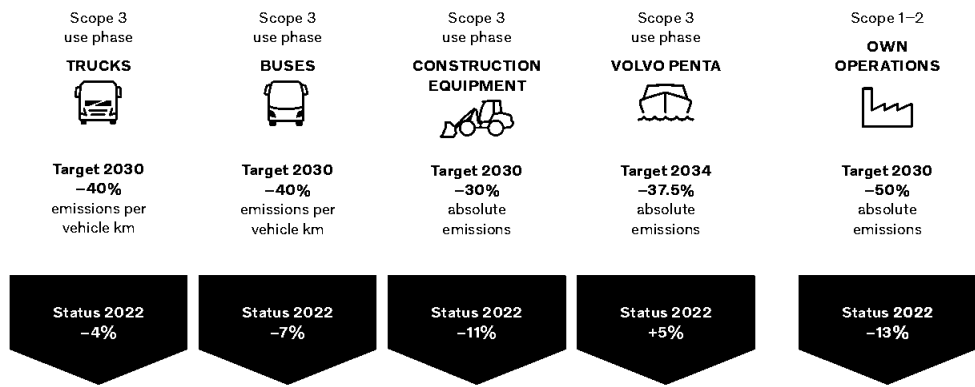 Scope 3
use phase
TRUCKS
Target 2030
–40%
emissions per
vehicle km
Status 2022
–4%
Scope 3
use phase
BUSES
Target 2030
–40%
emissions per
vehicle km
Status 2022
–7%
Scope 3
use phase
CONSTRUCTION
EQUIPMENT
Target 2030
–30%
absolute
emissions
Status 2022
–11%
Scope 3
use phase
VOLVO PENTA
Target 2034
–37.5%
absolute
emissions
Status 2022
+5%
Scope 1–2
OWN
OPERATIONS
Target 2030
–50%
absolute
emissions
Status 2022
–13%